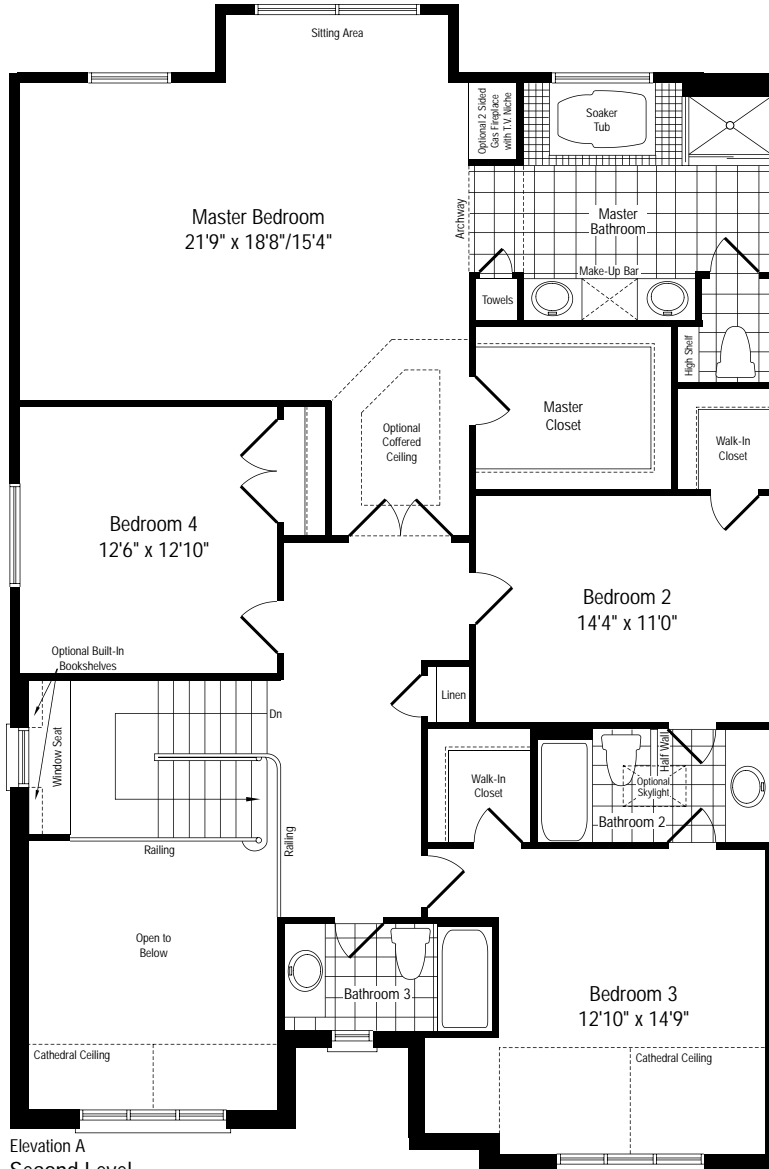 Sitting Area
Optional 2 Sided
Gas Fireplace
with T.V. Niche
Soaker
Tub
Master Bedroom
21'9" x 18'8"/15'4"
Archway
Master
Bathroom
Make-Up Bar
Towels
High Shelf
Optional
Coffered
Ceiling
Master
Closet
Walk-In
Closet
Bedroom 4
12'6" x 12'10"
Bedroom 2
14'4" x 11'0"
Optional Built-In
Bookshelves
Linen
Dn
Window Seat
Half Wall
Walk-In
Closet
Optional
Skylight
Bathroom 2
Railing
Railing
Open to
Below
Bathroom 3
Bedroom 3
12'10" x 14'9"
Cathedral Ceiling
Cathedral Ceiling
Elevation A
Second Level